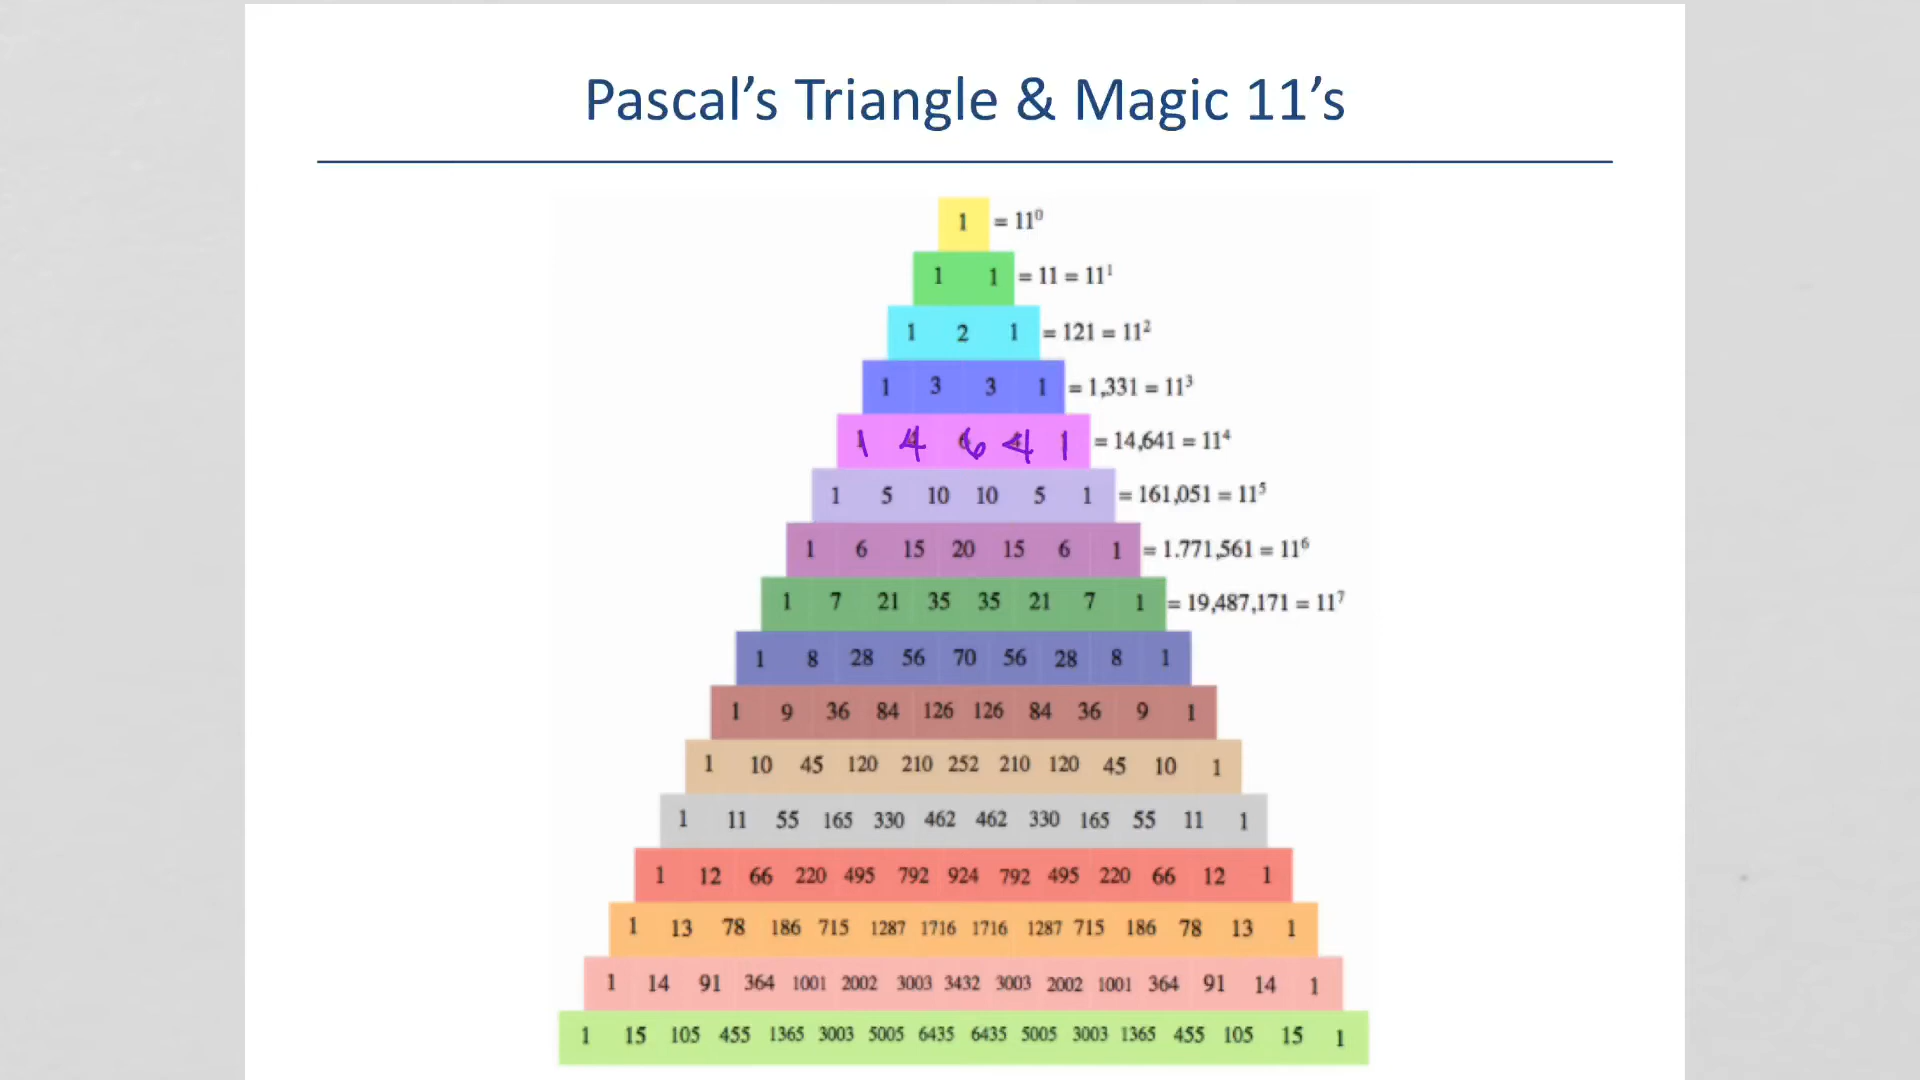 Pascal’s Triangle & Magic 11’s
1 = 11⁰
1 1 = 11 = 11¹
1 2 1 = 121 = 11²
1 3 3 1 = 1,331 = 11³
1 4 6 4 1 = 14,641 = 11⁴
1 5 10 10 5 1 = 161,051 = 11⁵
1 6 15 20 15 6 1 = 1.771,561 = 11⁶
1 7 21 35 35 21 7 1 = 19,487,171 = 11⁷
1 8 28 56 70 56 28 8 1
1 9 36 84 126 126 84 36 9 1
1 10 45 120 210 252 210 120 45 10 1
1 11 55 165 330 462 462 330 165 55 11 1
1 12 66 220 495 792 924 792 495 220 66 12 1
1 13 78 186 715 1287 1716 1716 1287 715 186 78 13 1
1 14 91 364 1001 2002 3003 3432 3003 2002 1001 364 91 14 1
1 15 105 455 1365 3003 5005 6435 6435 5005 3003 1365 455 105 15 1